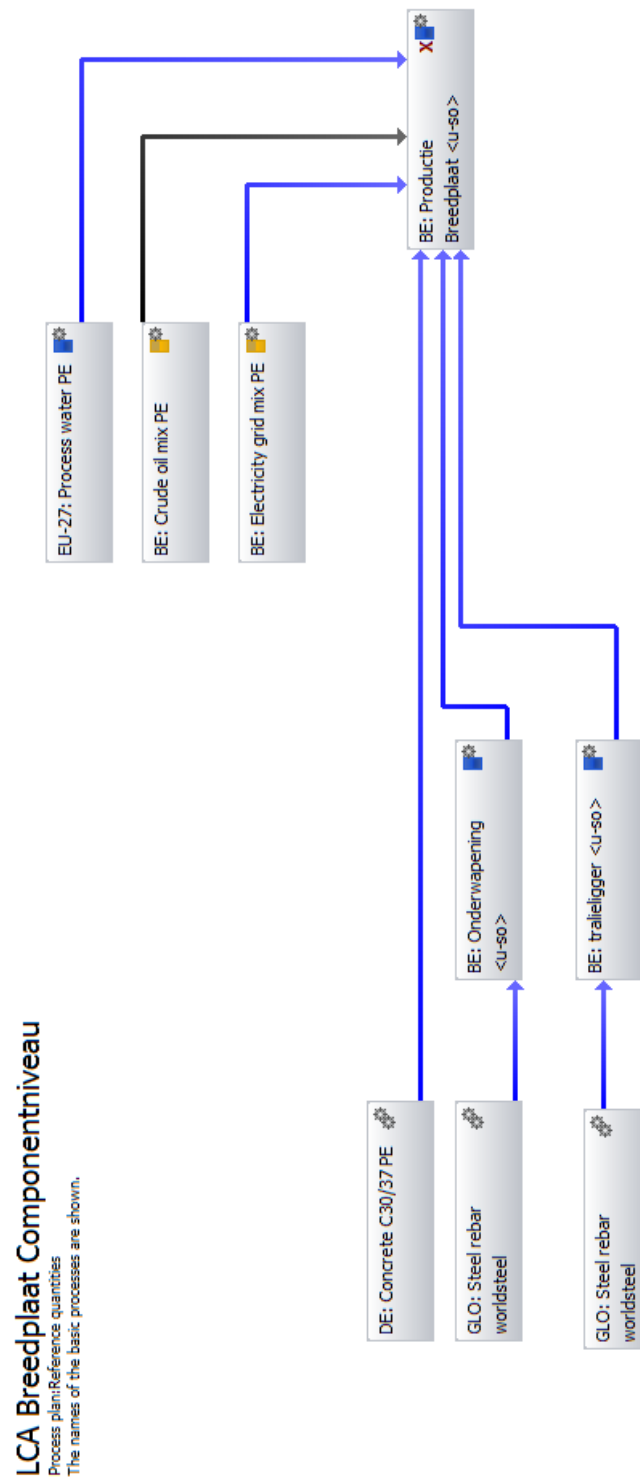 LCA Breedplaat Componentniveau
Process plan:Reference quantities
The names of the basic processes are shown.
EU-27: Process water PE
BE: Crude oil mix PE
BE: Electricity grid mix PE
BE: Productie
Breedplaat <u-so>
X
DE: Concrete C30/37 PE
GLO: Steel rebar
worldsteel
BE: Onderwapening
<u-so>
GLO: Steel rebar
worldsteel
BE: tralieligger <u-so>